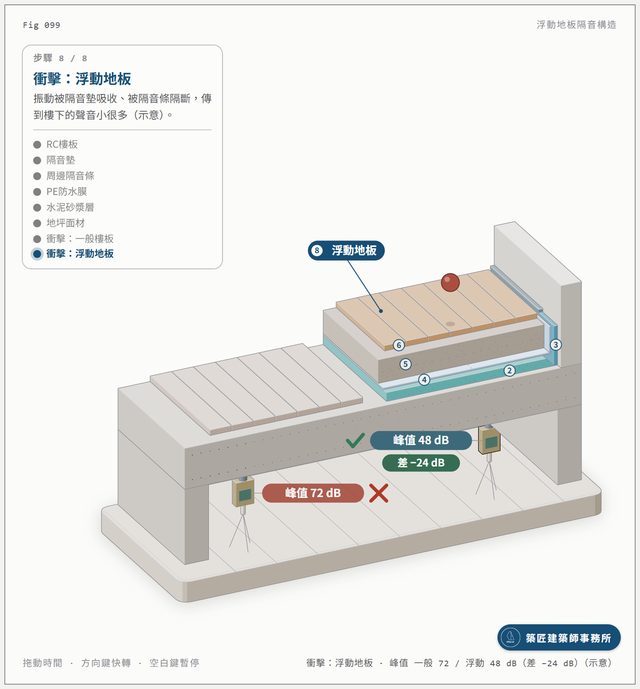 Fig 099
浮動地板隔音構造
步驟 8 / 8
衝擊：浮動地板
振動被隔音墊吸收、被隔音條隔斷，傳
到樓下的聲音小很多（示意）。
RC樓板
隔音墊
周邊隔音條
PE防水膜
水泥砂漿層
地坪面材
衝擊：一般樓板
衝擊：浮動地板
8 浮動地板
6
3
5
2
4
峰值 48 dB
差 −24 dB
峰值 72 dB
築匠建築師事務所
拖動時間 · 方向鍵快轉 · 空白鍵暫停
衝擊：浮動地板 · 峰值 一般 72 / 浮動 48 dB（差 −24 dB）（示意）